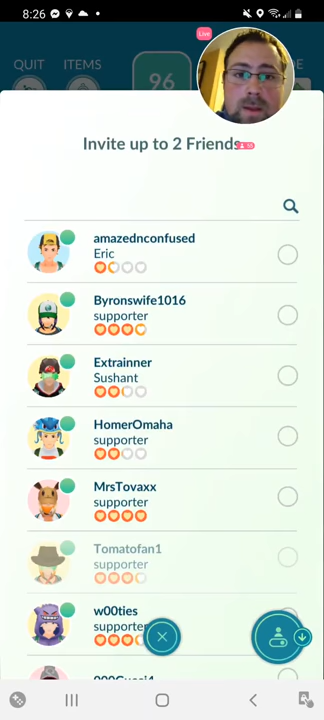 8:26
Live
QUIT
ITEMS
96
Invite up to 2 Friends
amazednconfused
Eric
Byronswife1016
supporter
Extrainner
Sushant
HomerOmaha
supporter
MrsTovaxx
supporter
Tomatofan1
supporter
w00ties
supporter